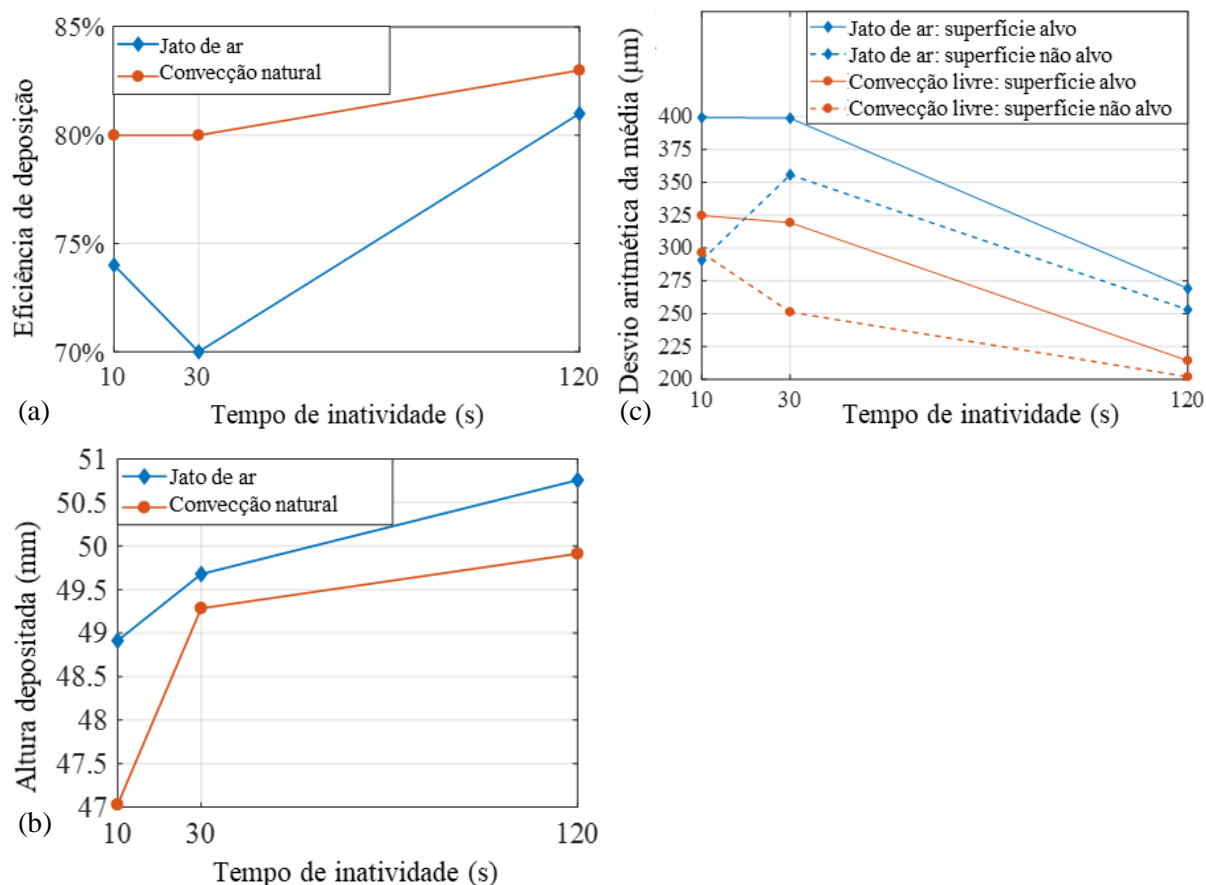 85%
80%
75%
70%
Eficiência de deposição
Jato de ar
Convecção natural
10
30
120
(a)
Tempo de inatividade (s)
Desvio aritmética da média (µm)
Jato de ar: superfície alvo
Jato de ar: superfície não alvo
Convecção livre: superfície alvo
Convecção livre: superfície não alvo
400
375
350
325
300
275
250
225
200
10
30
120
(c)
Tempo de inatividade (s)
51
50.5
50
49.5
49
48.5
48
47.5
47
Altura depositada (mm)
Jato de ar
Convecção natural
10
30
120
(b)
Tempo de inatividade (s)